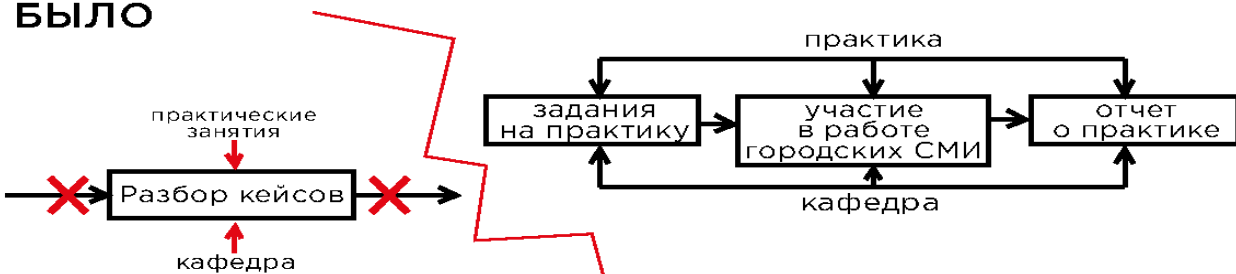 БЫЛО
практические
занятия
Разбор кейсов
кафедра
практика
задания
на практику
участие
в работе
городских СМИ
отчет
о практике
кафедра